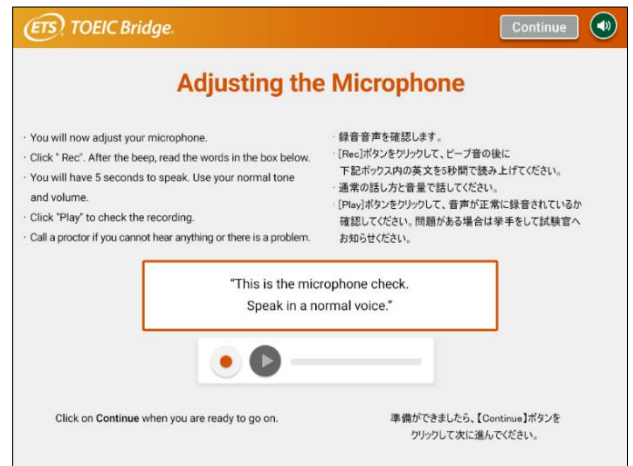 ETS TOEIC Bridge.
Continue
Adjusting the Microphone
· You will now adjust your microphone.
· Click " Rec". After the beep, read the words in the box below.
· You will have 5 seconds to speak. Use your normal tone
and volume.
· Click "Play" to check the recording.
· Call a proctor if you cannot hear anything or there is a problem.
· 録音音声を確認します。
· [Rec]ボタンをクリックして、ビープ音の後に
下記ボックス内の英文を5秒間で読み上げてください。
· 通常の話し方と音量で話してください。
· [Play]ボタンをクリックして、音声が正常に録音されているか
確認してください。問題がある場合は挙手をして試験官へ
お知らせください。
"This is the microphone check.
Speak in a normal voice."
Click on Continue when you are ready to go on.
準備ができましたら、【Continue】ボタンを
クリックして次に進んでください。